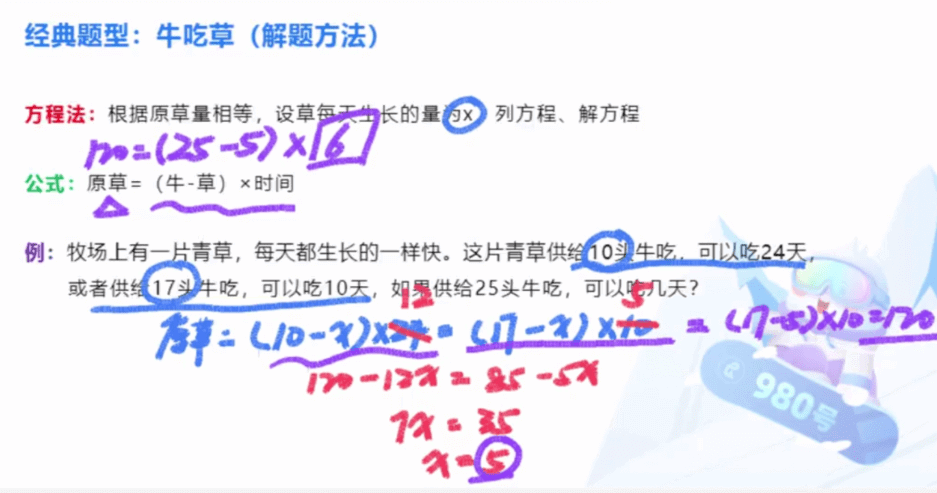 经典题型：牛吃草（解题方法）
方程法：根据原草量相等，设草每天生长的量为x，列方程、解方程
120=(25-5)×6
公式：原草=（牛-草）×时间
例：牧场上有一片青草，每天都生长的一样快。这片青草供给10头牛吃，可以吃24天，
或者供给17头牛吃，可以吃10天，如果供给25头牛吃，可以吃几天？
12 5
原草=(10-x)×24=(17-x)×10=(17-5)×10=120
120-12x=85-5x
7x=35
x=5
980号